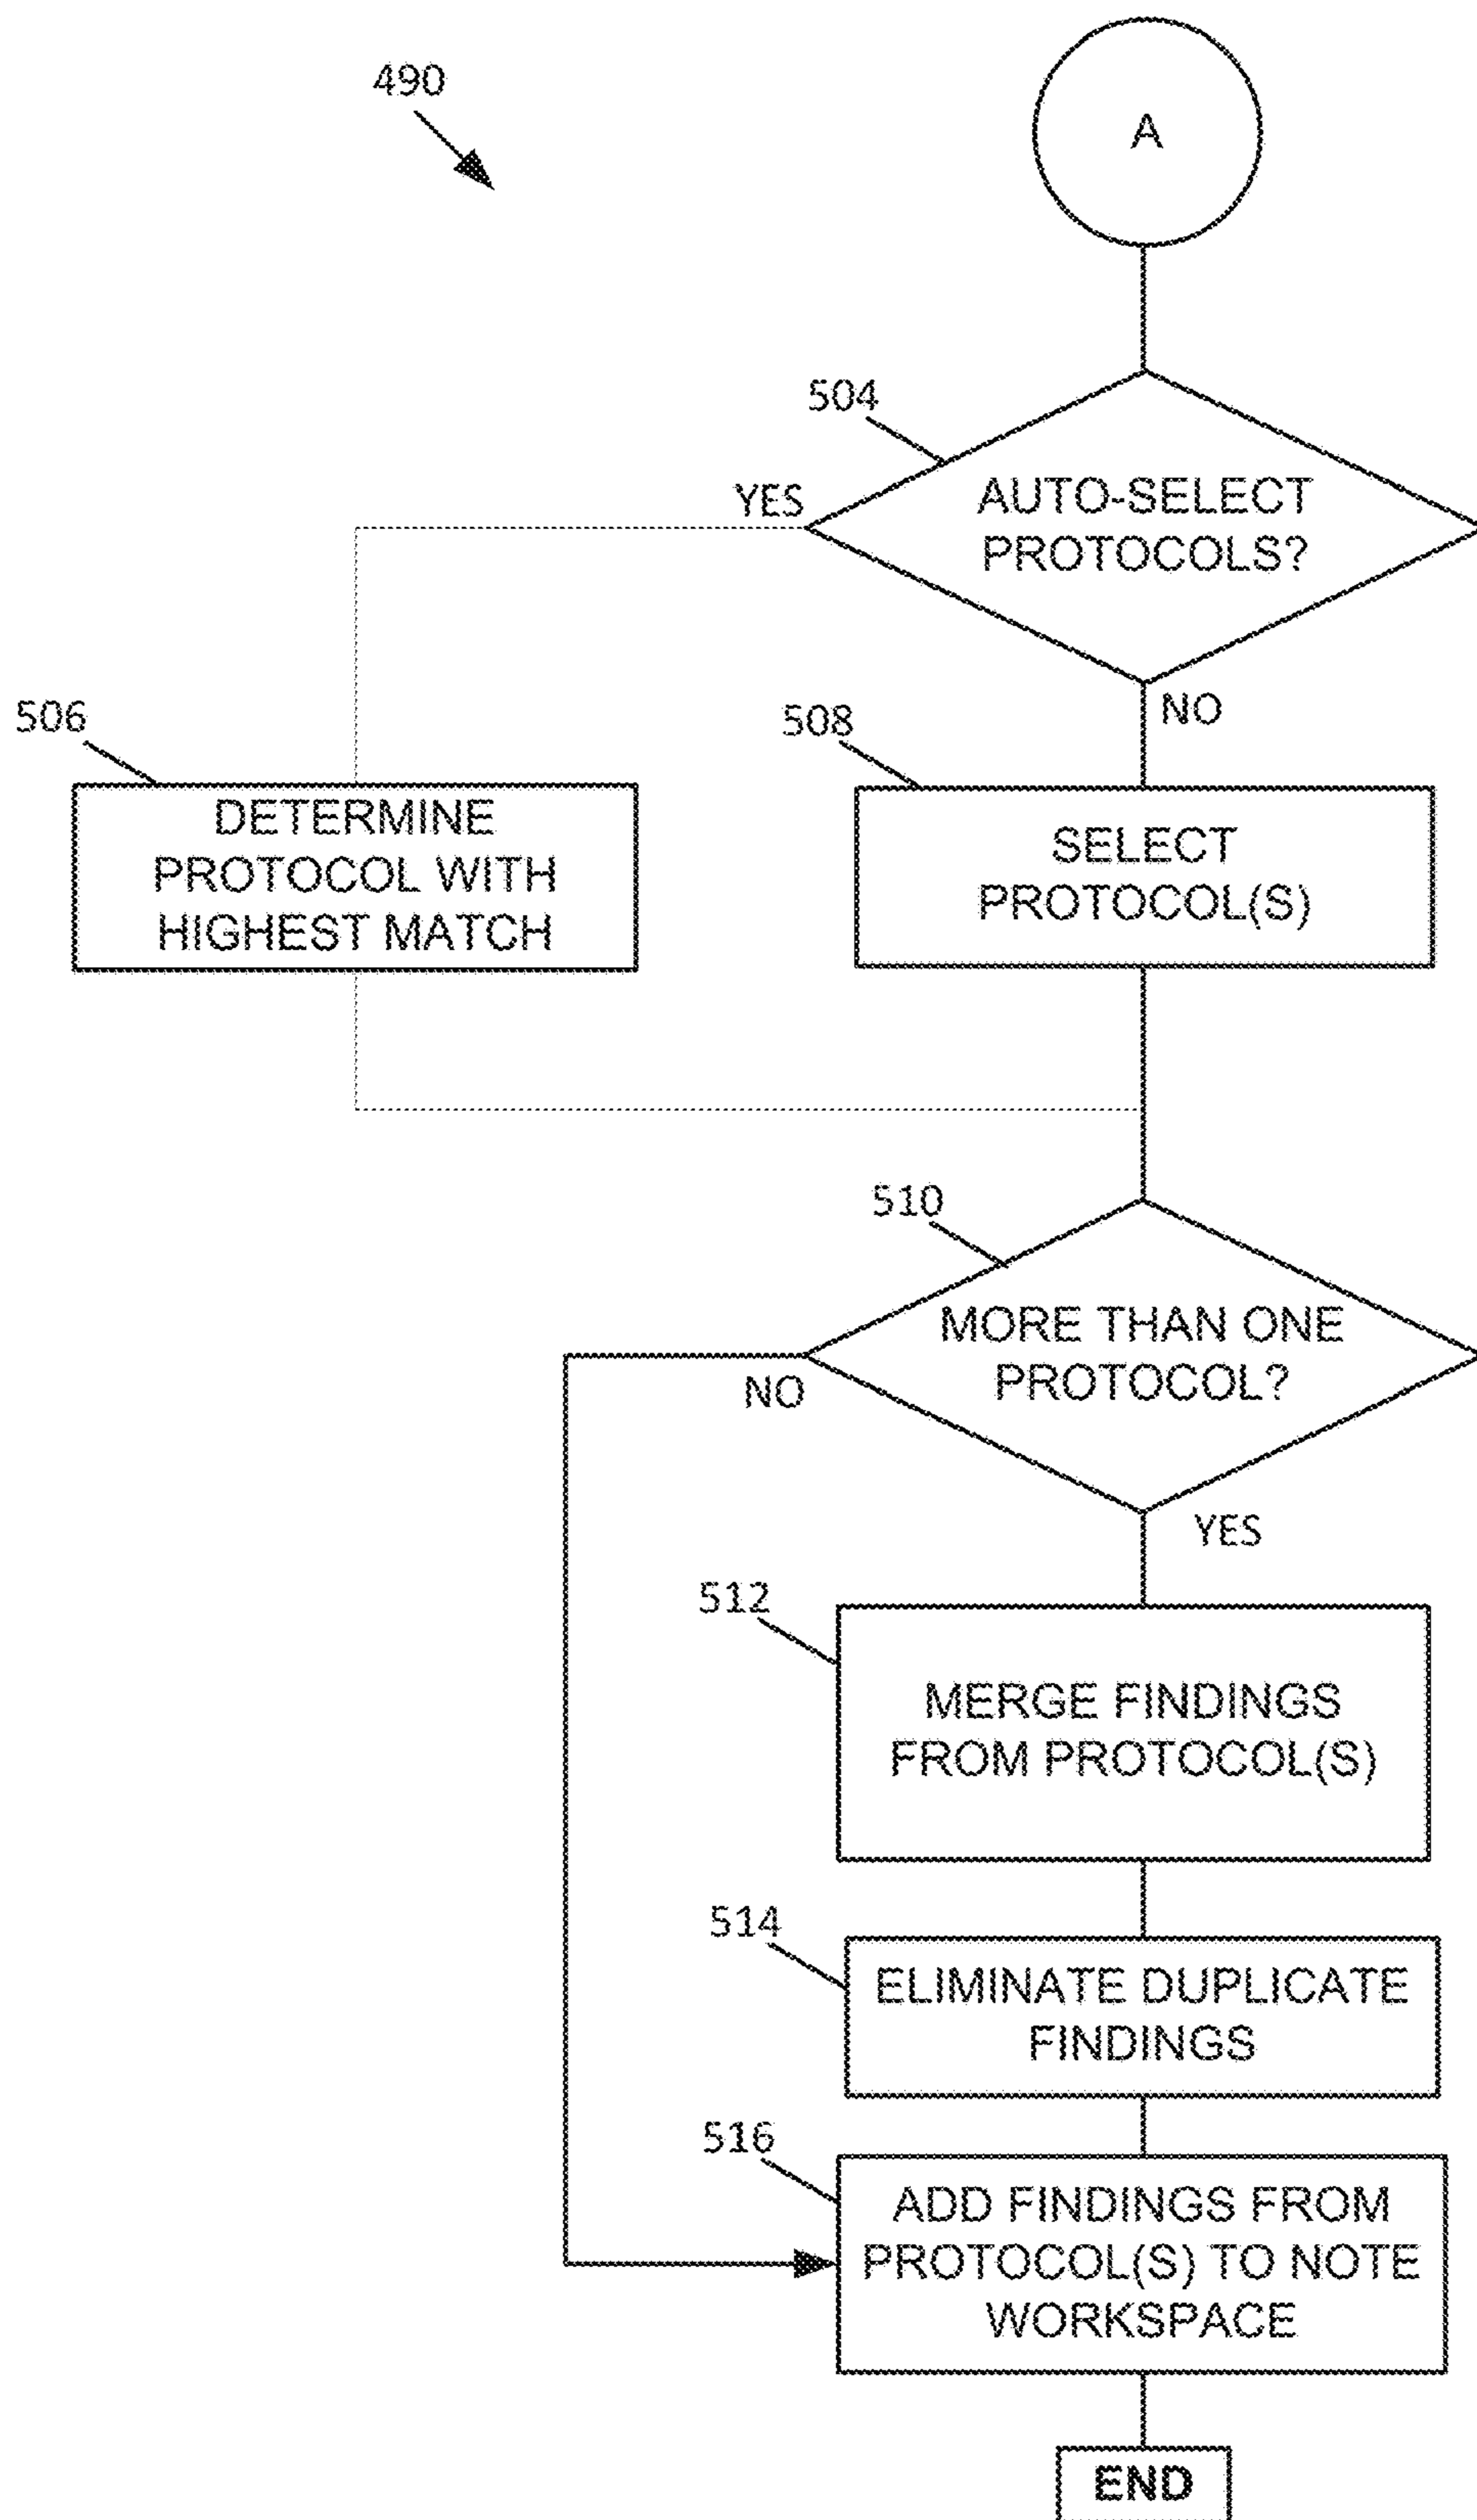 490
A
504
YES
AUTO-SELECT
PROTOCOLS?
NO
506
508
DETERMINE
PROTOCOL WITH
HIGHEST MATCH
SELECT
PROTOCOL(S)
510
MORE THAN ONE
PROTOCOL?
NO
YES
512
MERGE FINDINGS
FROM PROTOCOL(S)
514
ELIMINATE DUPLICATE
FINDINGS
516
ADD FINDINGS FROM
PROTOCOL(S) TO NOTE
WORKSPACE
END